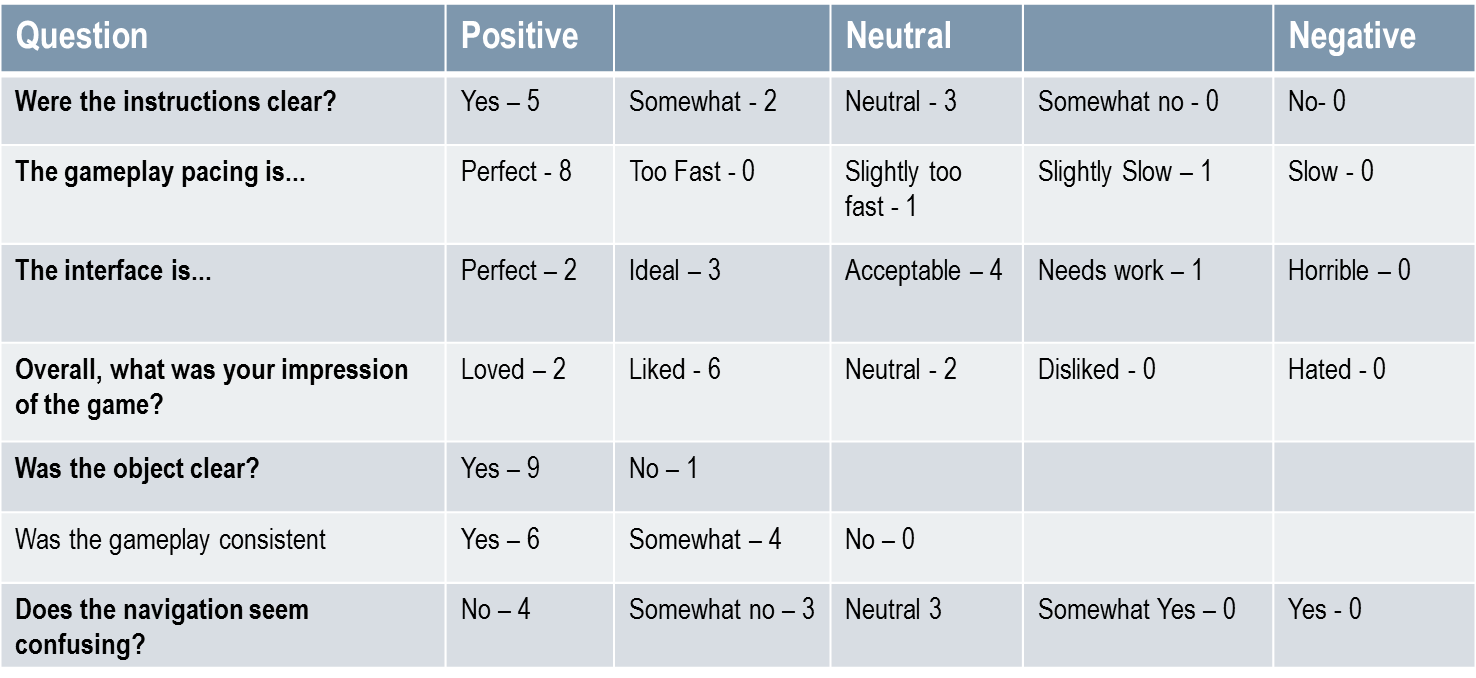 Question Positive Neutral Negative
Were the instructions clear? Yes – 5 Somewhat - 2 Neutral - 3 Somewhat no - 0 No- 0
The gameplay pacing is... Perfect - 8 Too Fast - 0 Slightly too Slightly Slow – 1 Slow - 0
fast - 1
The interface is... Perfect – 2 Ideal – 3 Acceptable – 4 Needs work – 1 Horrible – 0
Overall, what was your impression Loved – 2 Liked - 6 Neutral - 2 Disliked - 0 Hated - 0
of the game?
Was the object clear? Yes – 9 No – 1
Was the gameplay consistent Yes – 6 Somewhat – 4 No – 0
Does the navigation seem No – 4 Somewhat no – 3 Neutral 3 Somewhat Yes – 0 Yes - 0
confusing?